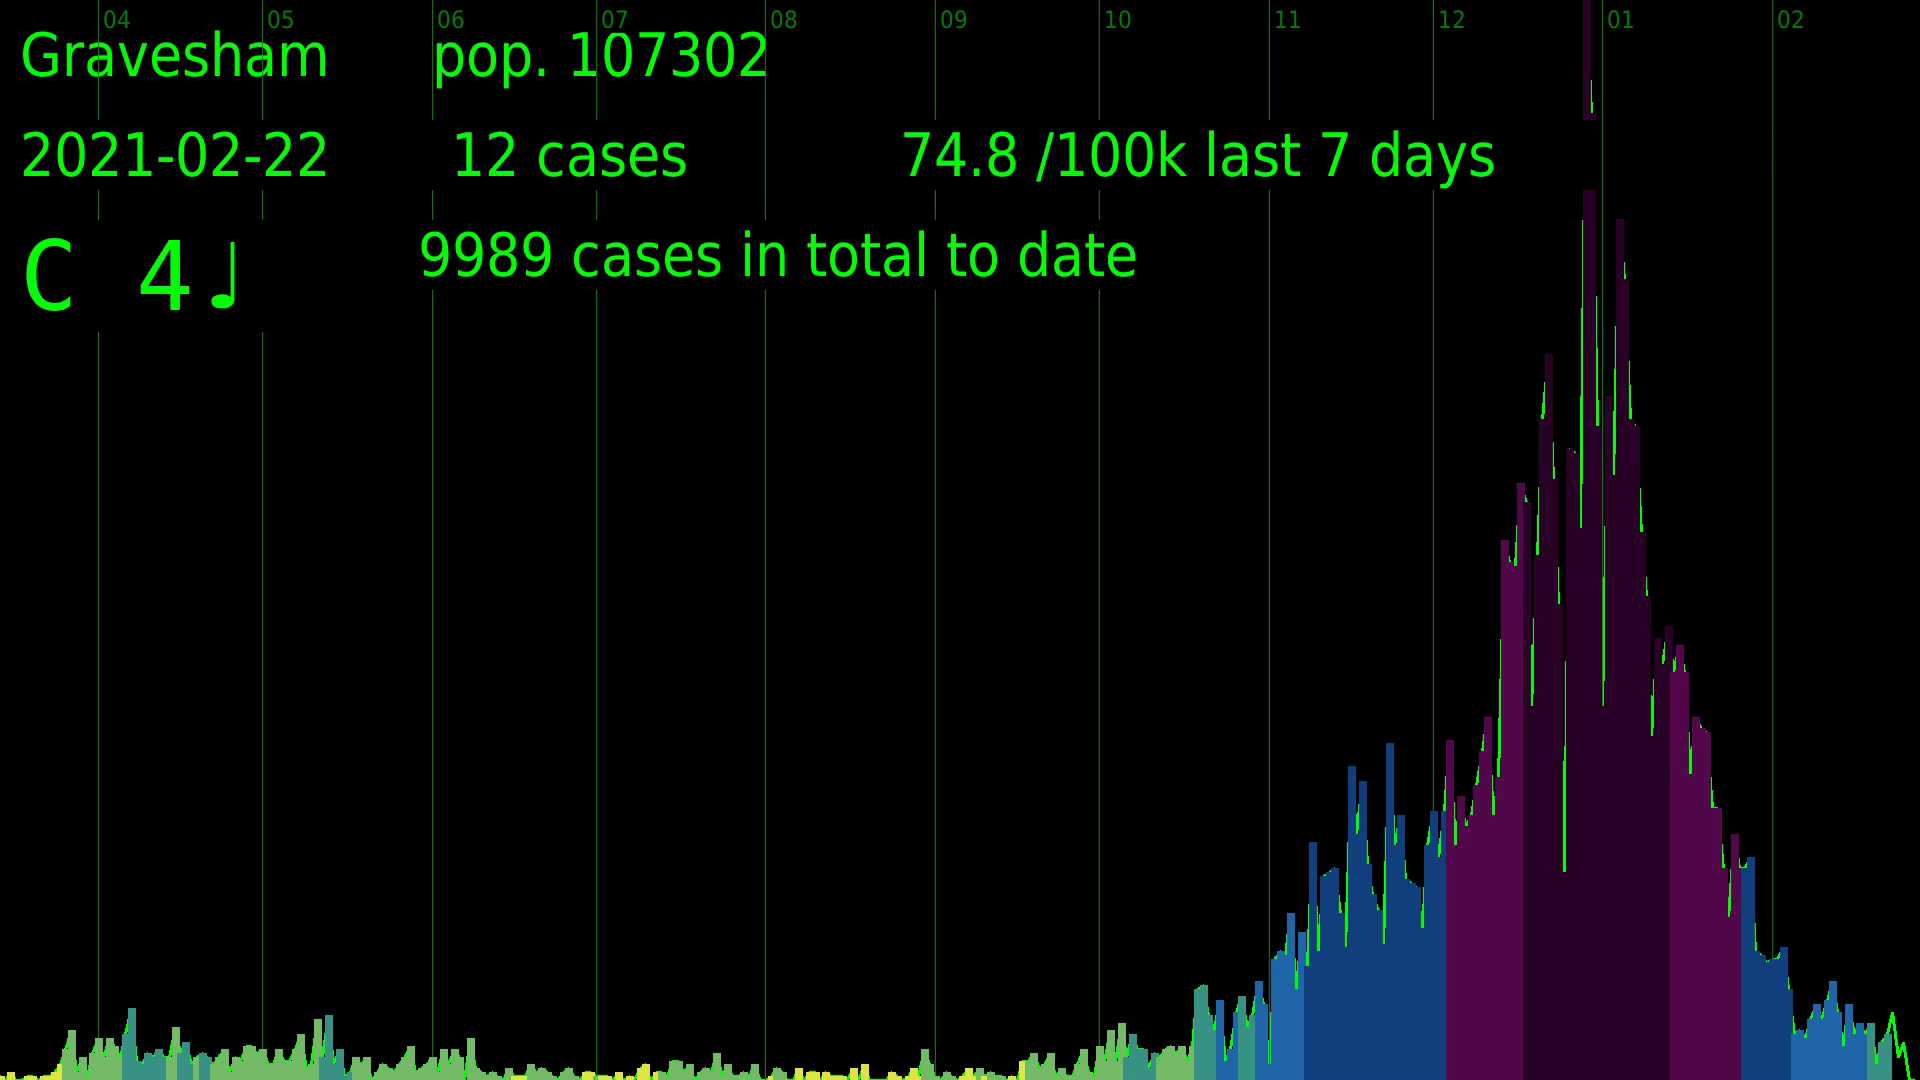 04 05 06 07 08 09 10 11 12 01 02
Gravesham pop. 107302
2021-02-22 12 cases 74.8 /100k last 7 days
C 4♩ 9989 cases in total to date